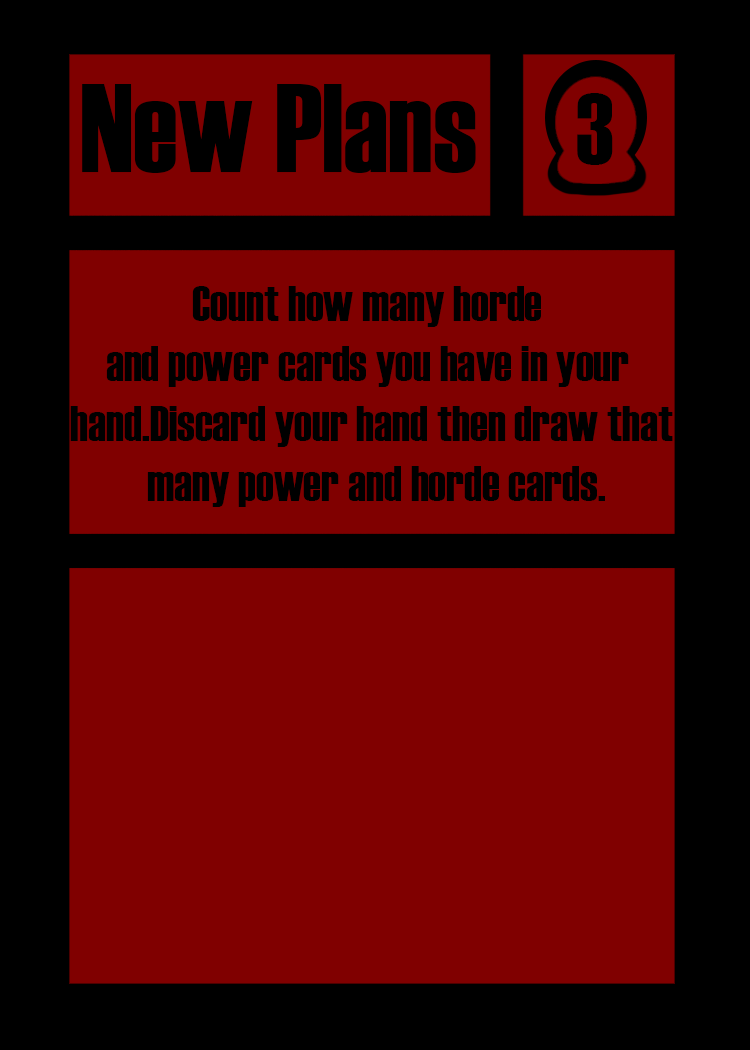 New Plans
3
Count how many horde
and power cards you have in your
hand.Discard your hand then draw that
many power and horde cards.